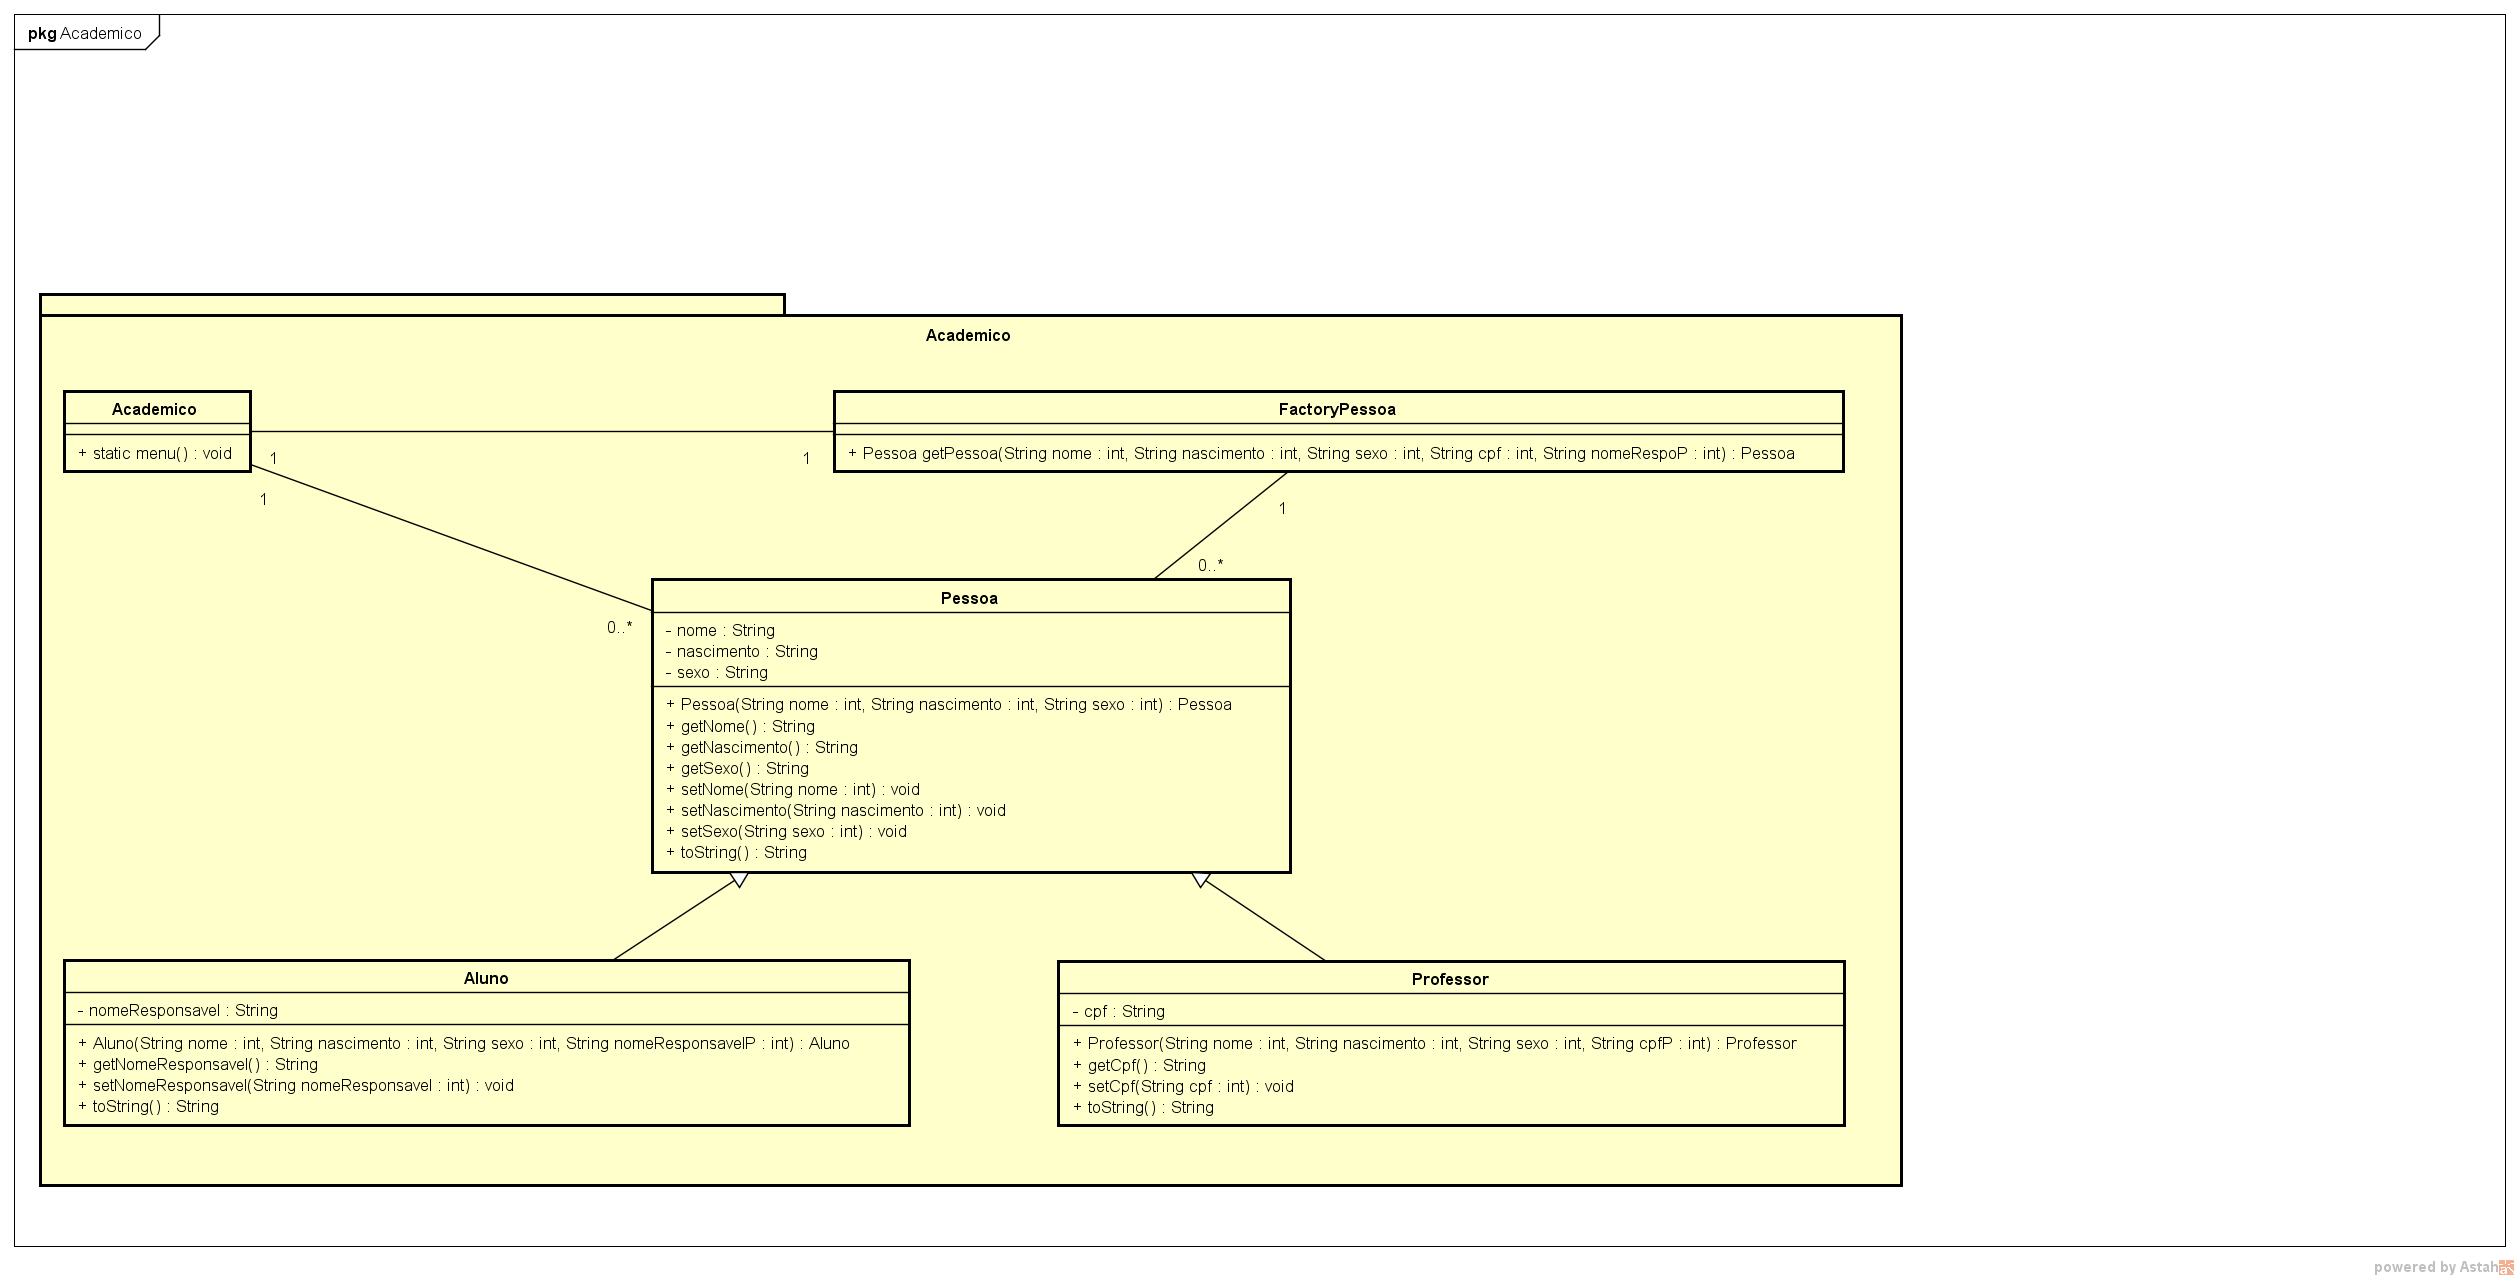 pkg Academico
Academico
Academico
+ static menu() : void
FactoryPessoa
+ Pessoa getPessoa(String nome : int, String nascimento : int, String sexo : int, String cpf : int, String nomeRespoP : int) : Pessoa
1
1
1
0..*
1
0..*
Pessoa
- nome : String
- nascimento : String
- sexo : String
+ Pessoa(String nome : int, String nascimento : int, String sexo : int) : Pessoa
+ getNome() : String
+ getNascimento() : String
+ getSexo() : String
+ setNome(String nome : int) : void
+ setNascimento(String nascimento : int) : void
+ setSexo(String sexo : int) : void
+ toString() : String
Aluno
- nomeResponsavel : String
+ Aluno(String nome : int, String nascimento : int, String sexo : int, String nomeResponsavelP : int) : Aluno
+ getNomeResponsavel() : String
+ setNomeResponsavel(String nomeResponsavel : int) : void
+ toString() : String
Professor
- cpf : String
+ Professor(String nome : int, String nascimento : int, String sexo : int, String cpfP : int) : Professor
+ getCpf() : String
+ setCpf(String cpf : int) : void
+ toString() : String
powered by Astah